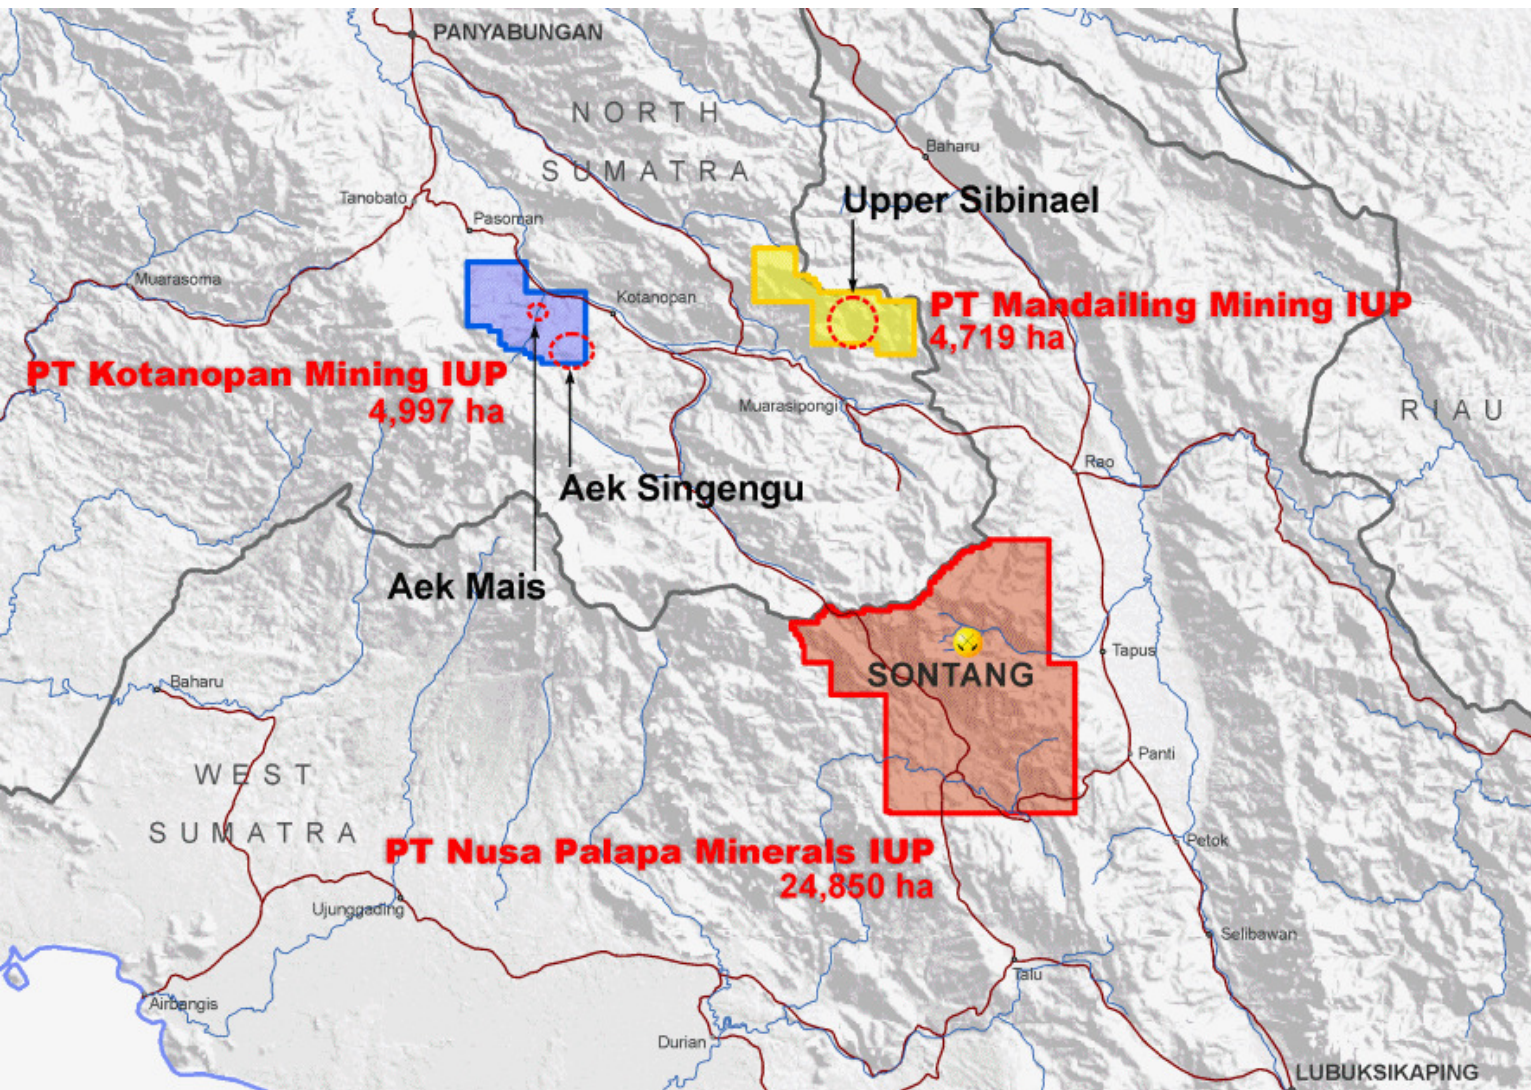 PANYABUNGAN
NORTH
SUMATRA
Baharu
Upper Sibinael
Tanobato
Pasoman
Muarasoma
Kotanopan
PT Mandailing Mining IUP
4,719 ha
PT Kotanopan Mining IUP
4,997 ha
Muarasipongi
RIAU
Rao
Aek Singengu
Aek Mais
Tapus
SONTANG
Baharu
Panti
WEST
SUMATRA
Petok
PT Nusa Palapa Minerals IUP
24,850 ha
Ujunggading
Selibawan
Talu
Airbangis
Durian
LUBUKSIKAPING